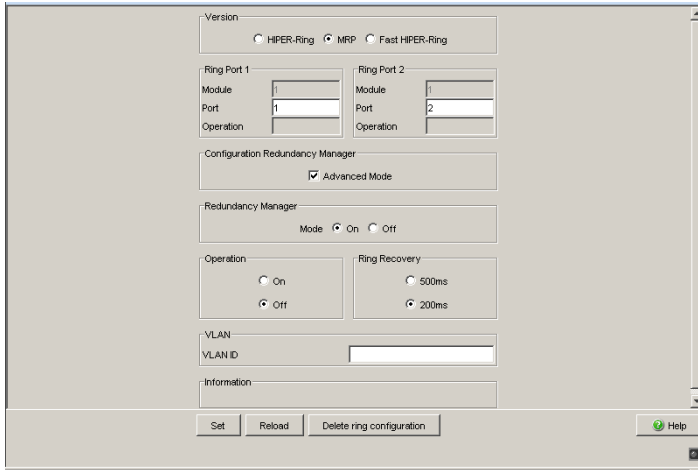 Version
HIPER-Ring MRP Fast HIPER-Ring
Ring Port 1 Ring Port 2
Module 1 Module 1
Port 1 Port 2
Operation Operation
Configuration Redundancy Manager
Advanced Mode
Redundancy Manager
Mode On Off
Operation Ring Recovery
On 500ms
Off 200ms
VLAN
VLAN ID
Information
Set Reload Delete ring configuration Help